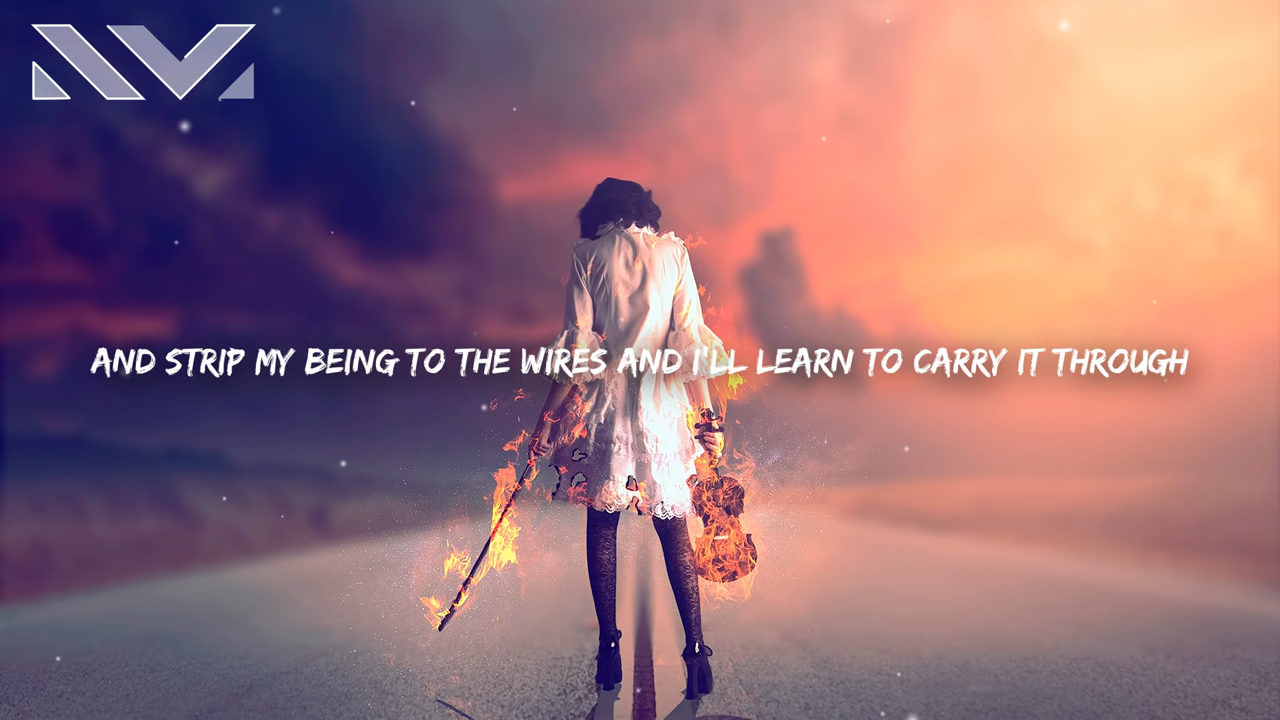 AND STRIP MY BEING TO THE WIRES AND I'LL LEARN TO CARRY IT THROUGH